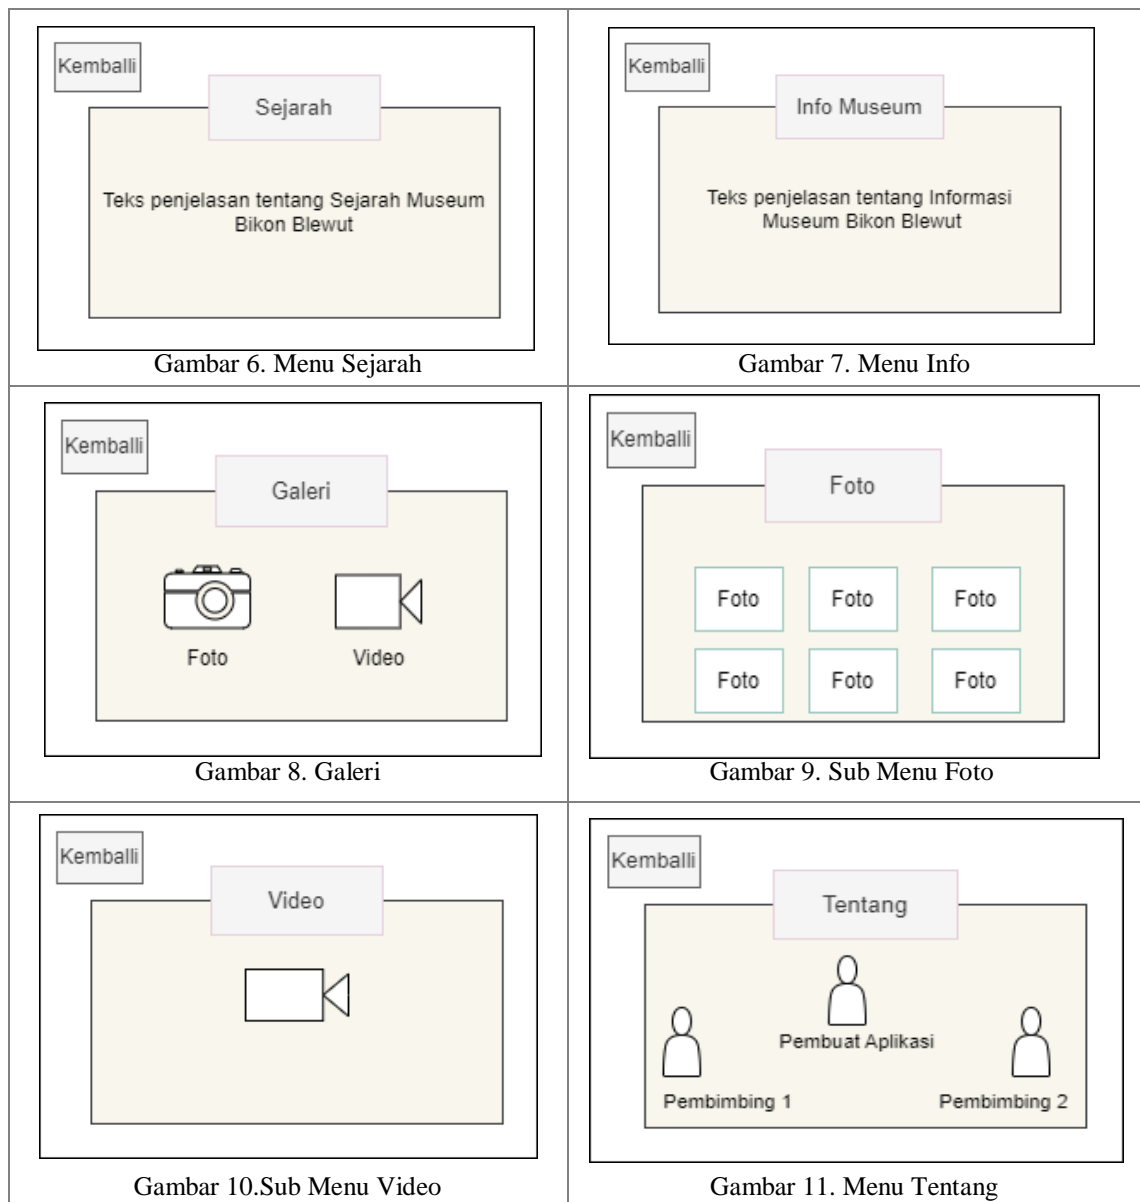 Kemballi
Sejarah
Teks penjelasan tentang Sejarah Museum
Bikon Blewut
Gambar 6. Menu Sejarah
Kemballi
Info Museum
Teks penjelasan tentang Informasi
Museum Bikon Blewut
Gambar 7. Menu Info
Kemballi
Galeri
Foto
Video
Gambar 8. Galeri
Kemballi
Foto
Foto Foto Foto
Foto Foto Foto
Gambar 9. Sub Menu Foto
Kemballi
Video
Gambar 10.Sub Menu Video
Kemballi
Tentang
Pembuat Aplikasi
Pembimbing 1
Pembimbing 2
Gambar 11. Menu Tentang